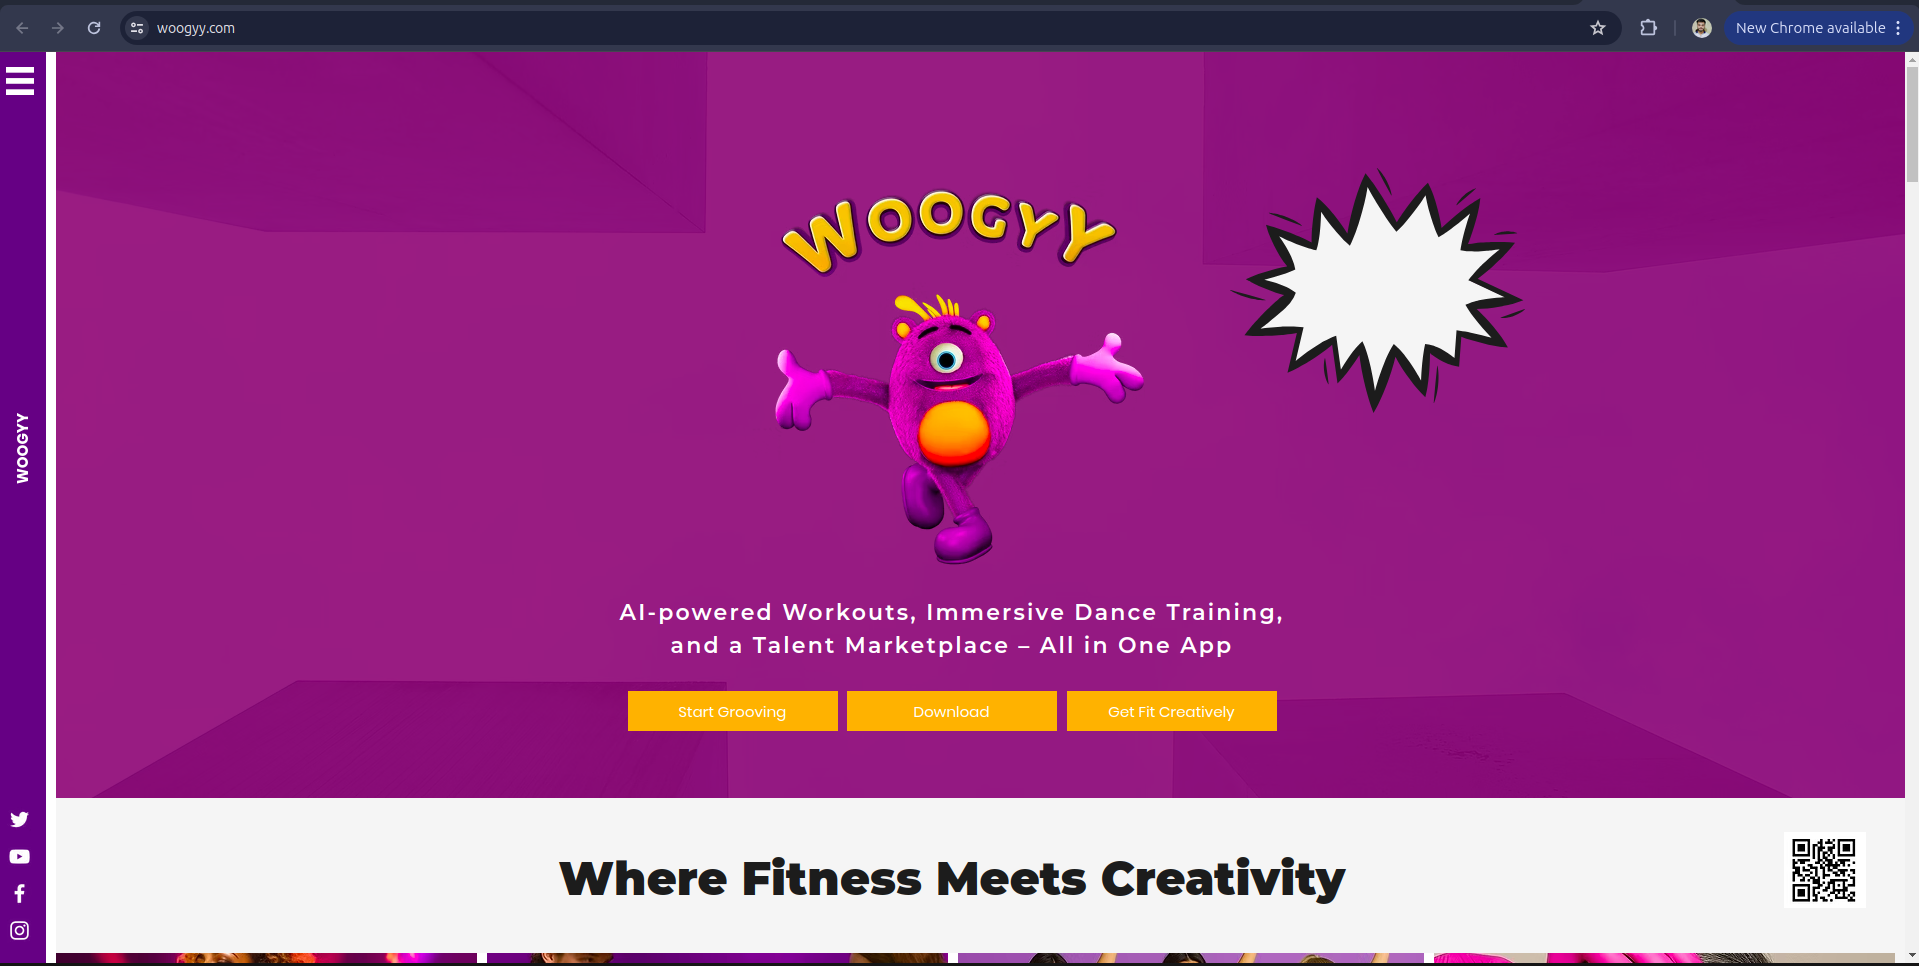 woogyy.com
New Chrome available
WOOGYY
WOOGYY
AI-powered Workouts, Immersive Dance Training,
and a Talent Marketplace – All in One App
Start Grooving
Download
Get Fit Creatively
Where Fitness Meets Creativity